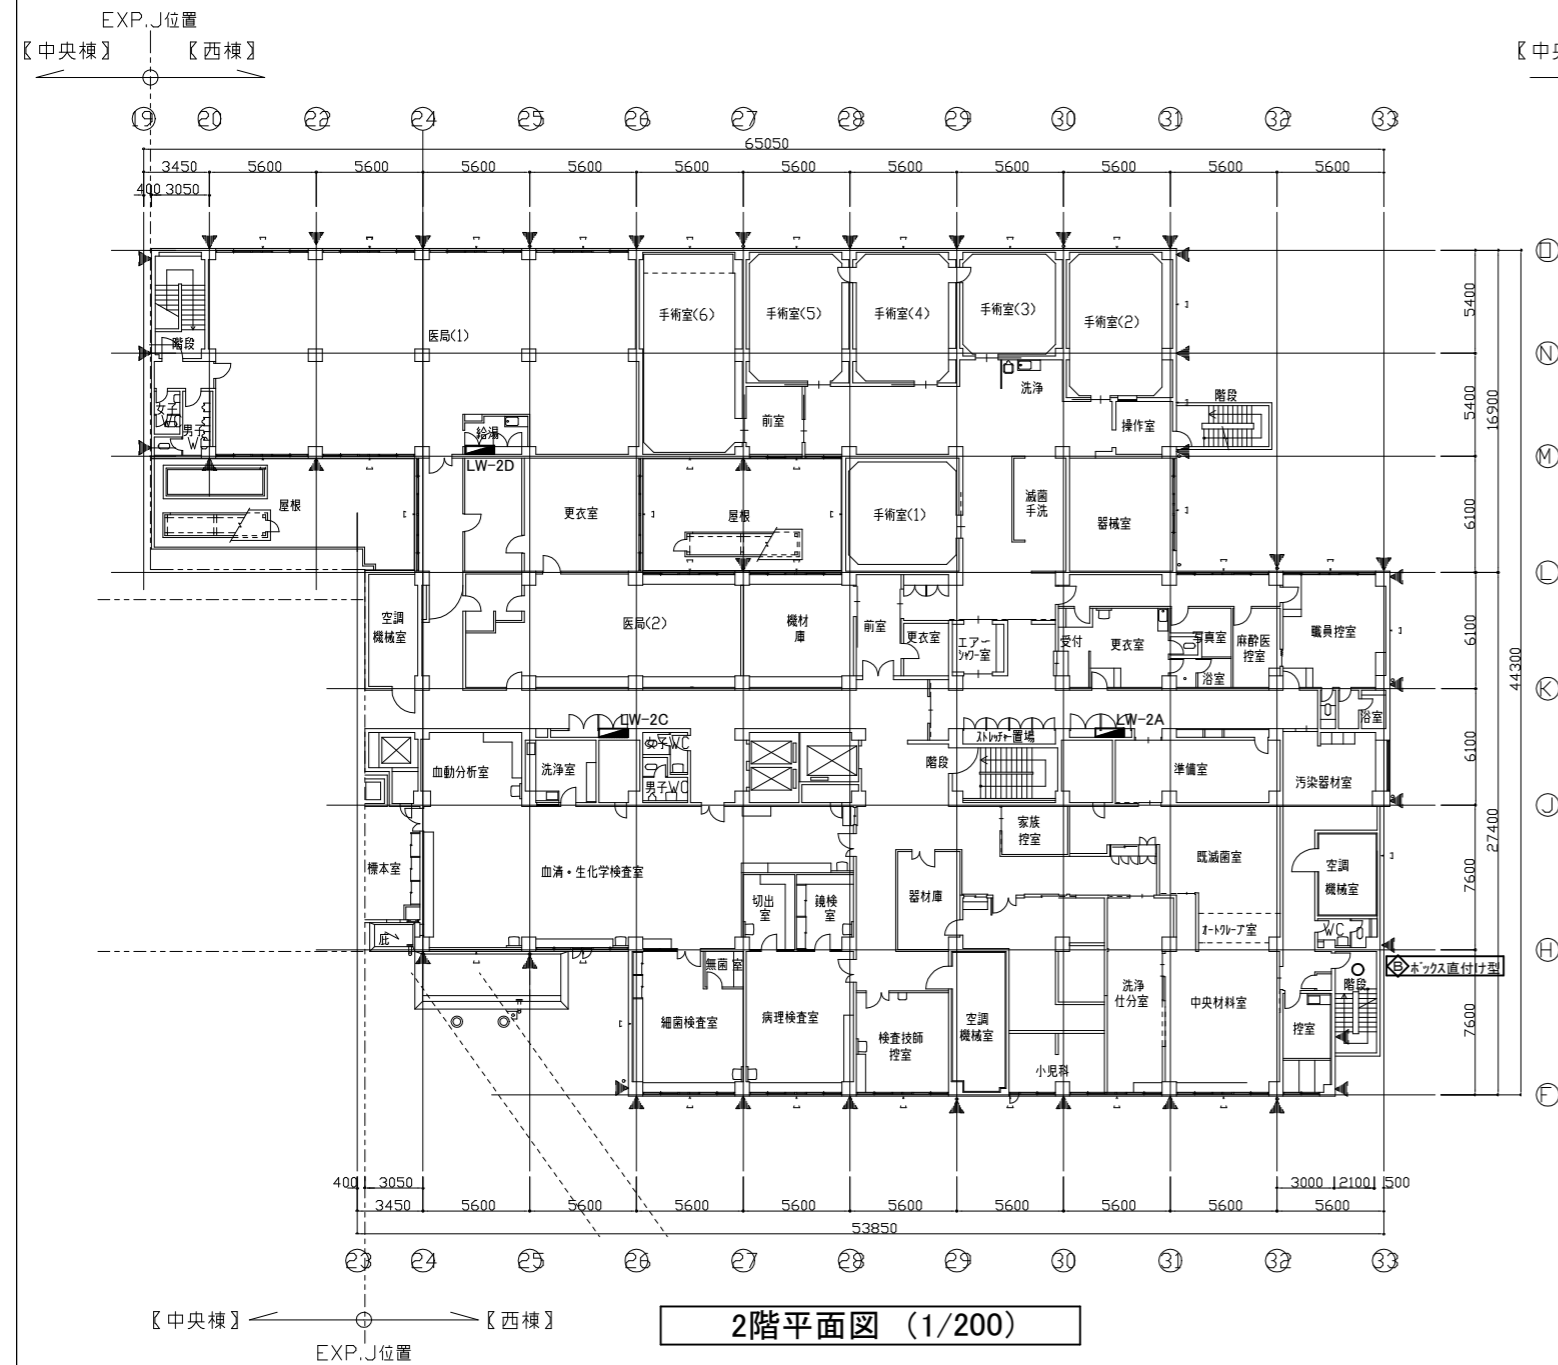 EXP.J位置
〖中央棟〗 〖西棟〗
〖中央
19 20 22 24 25 26 27 28 29 30 31 32 33
65050
3450 5600 5600 5600 5600 5600 5600 5600 5600 5600 5600 5600
400 3050
医局(1)
手術室(6)
手術室(5)
手術室(4)
手術室(3)
手術室(2)
階段
女子
WC
男子
WC
給湯
LW-2D
前室
洗浄
操作室
階段
屋根
更衣室
屋根
手術室(1)
滅菌
手洗
器械室
空調
機械室
医局(2)
機材
庫
前室
更衣室
エアー
シャワー室
受付
更衣室
写真室
浴室
麻酔医
控室
職員控室
浴室
LW-2C
LW-2A
血動分析室
洗浄室
女子WC
男子WC
階段
ストレッチャー置場
準備室
汚染器材室
標本室
血清・生化学検査室
切出
室
鏡検
室
器材庫
家族
控室
既滅菌室
空調
機械室
オートクレーブ室
WC
庇
無菌室
細菌検査室
病理検査室
検査技師
控室
空調
機械室
小児科
洗浄
仕分室
中央材料室
控室
階段
B ボックス直付け型
O
N
M
L
K
J
H
F
5400
5400
6100
6100
6100
7600
7600
16900
27400
44300
400 3050
3000 2100 500
3450 5600 5600 5600 5600 5600 5600 5600 5600 5600
53850
23 24 25 26 27 28 29 30 31 32 33
〖中央棟〗 〖西棟〗
EXP.J位置
2階平面図 （1/200）